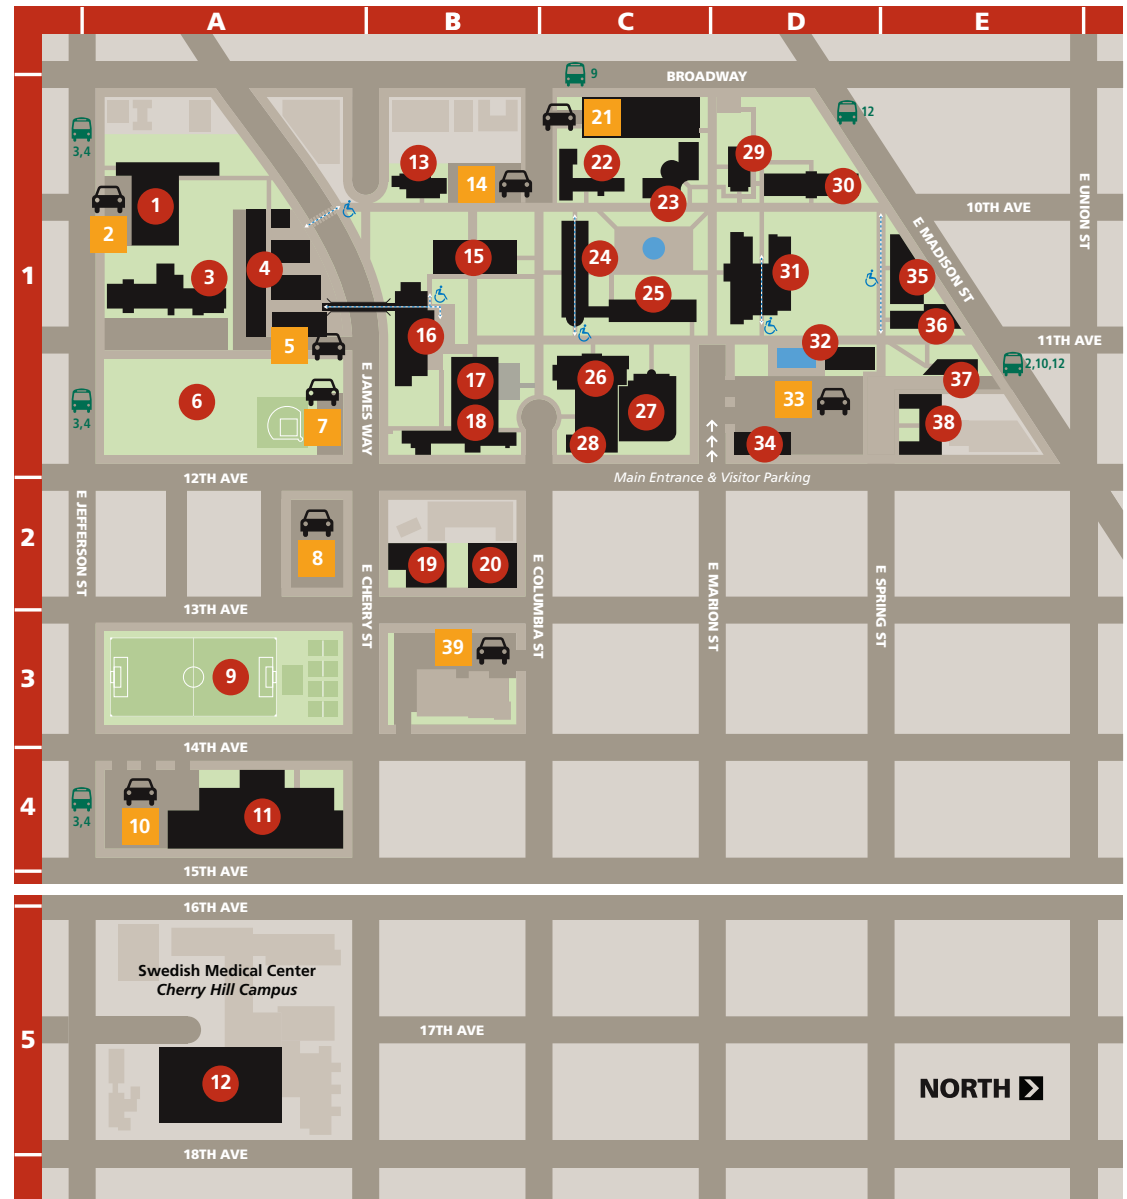 A B C D E
9
BROADWAY
12
3,4
21
29
13
22
14
30
1
23
10TH AVE
E UNION ST
2
E MADISON ST
15
24
4
31
3
1
35
25
16
36
32
11TH AVE
5
2,10,12
E JAMES WAY
26
17
37
33
3,4
6
27
18
38
7
28
34
12TH AVE
Main Entrance & Visitor Parking
E JEFFERSON ST
2
8
19
20
E CHERRY ST
E COLUMBIA ST
E MARION ST
E SPRING ST
13TH AVE
39
3
9
14TH AVE
4
3,4
10
11
15TH AVE
16TH AVE
Swedish Medical Center
Cherry Hill Campus
17TH AVE
5
12
NORTH
18TH AVE